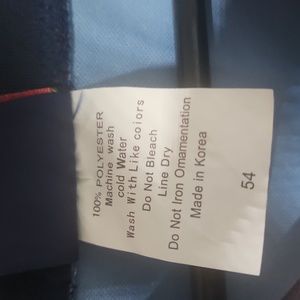 100% POLYESTER
Machine wash
cold Water
Wash With Like colors
Do Not Bleach
Line Dry
Do Not Iron Omamentation
Made in Korea
54